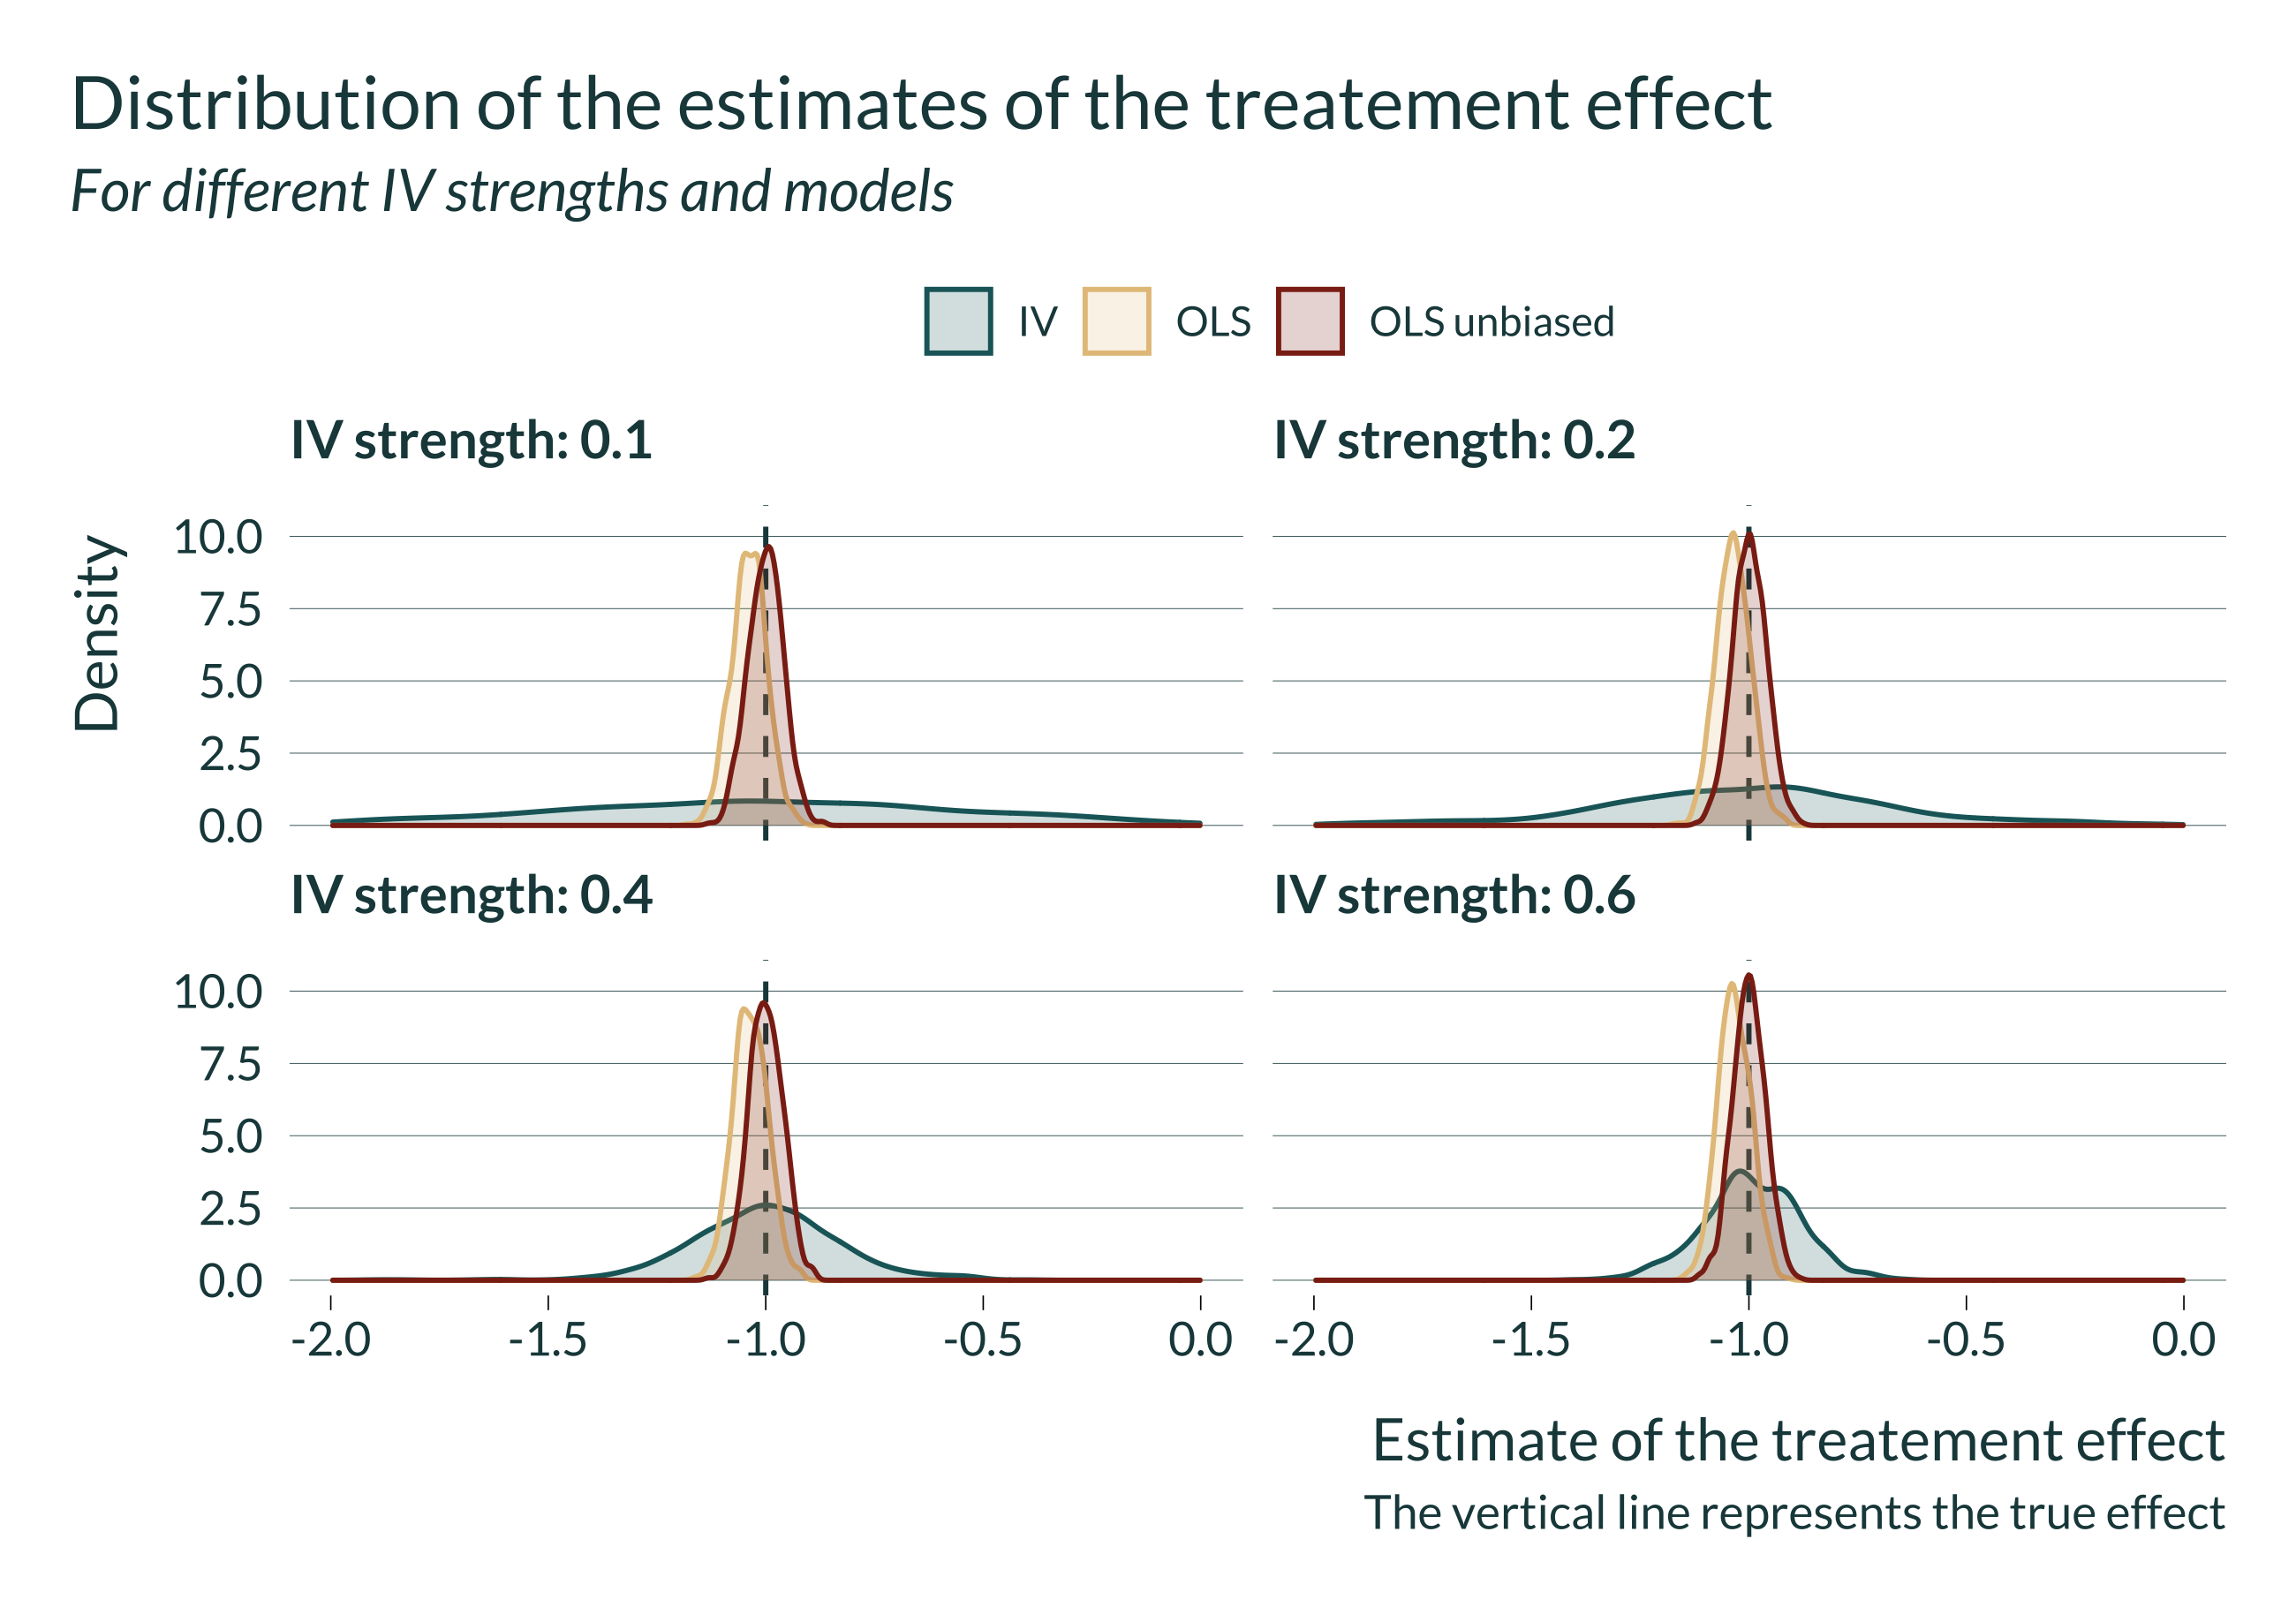 Distribution of the estimates of the treatement effect
For different IV strengths and models
IV OLS OLS unbiased
IV strength: 0.1 IV strength: 0.2
Density
10.0
7.5
5.0
2.5
0.0
IV strength: 0.4 IV strength: 0.6
10.0
7.5
5.0
2.5
0.0
-2.0 -1.5 -1.0 -0.5 0.0 -2.0 -1.5 -1.0 -0.5 0.0
Estimate of the treatement effect
The vertical line represents the true effect